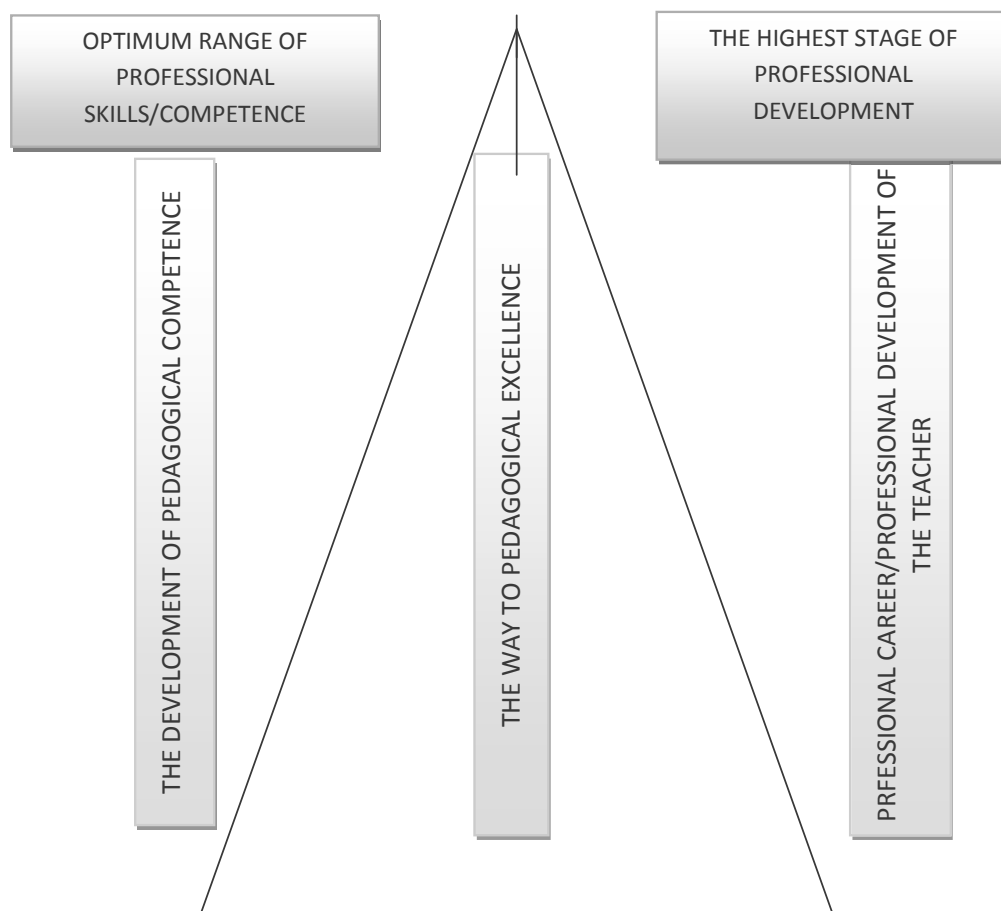 OPTIMUM RANGE OF
PROFESSIONAL
SKILLS/COMPETENCE
THE HIGHEST STAGE OF
PROFESSIONAL
DEVELOPMENT
THE DEVELOPMENT OF PEDAGOGICAL COMPETENCE
THE WAY TO PEDAGOGICAL EXCELLENCE
PRFESSIONAL CAREER/PROFESSIONAL DEVELOPMENT OF
THE TEACHER